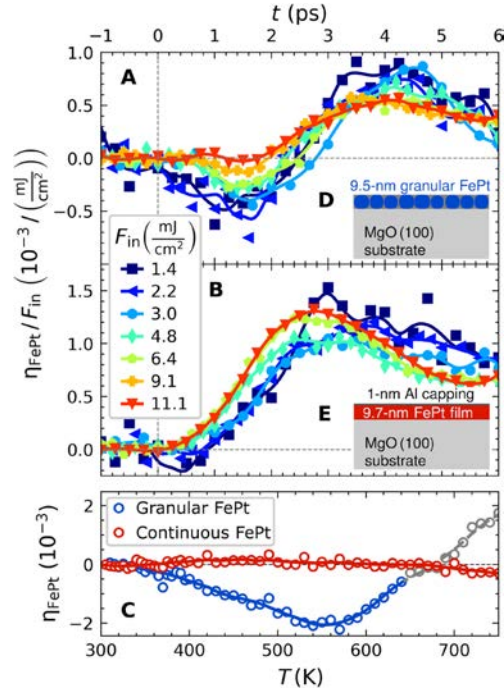 t (ps)
−1 0 1 2 3 4 5 6
1.0
0.5
0.0
−0.5
A
D
9.5-nm granular FePt
MgO (100)
substrate
F_in (mJ/cm²)
1.4
2.2
3.0
4.8
6.4
9.1
11.1
η_FePt/F_in (10⁻³/(mJ/cm²))
1.5
1.0
0.5
0.0
B
E
1-nm Al capping
9.7-nm FePt film
MgO (100)
substrate
η_FePt (10⁻³)
2
0
−2
Granular FePt
Continuous FePt
C
300 400 500 600 700
T (K)